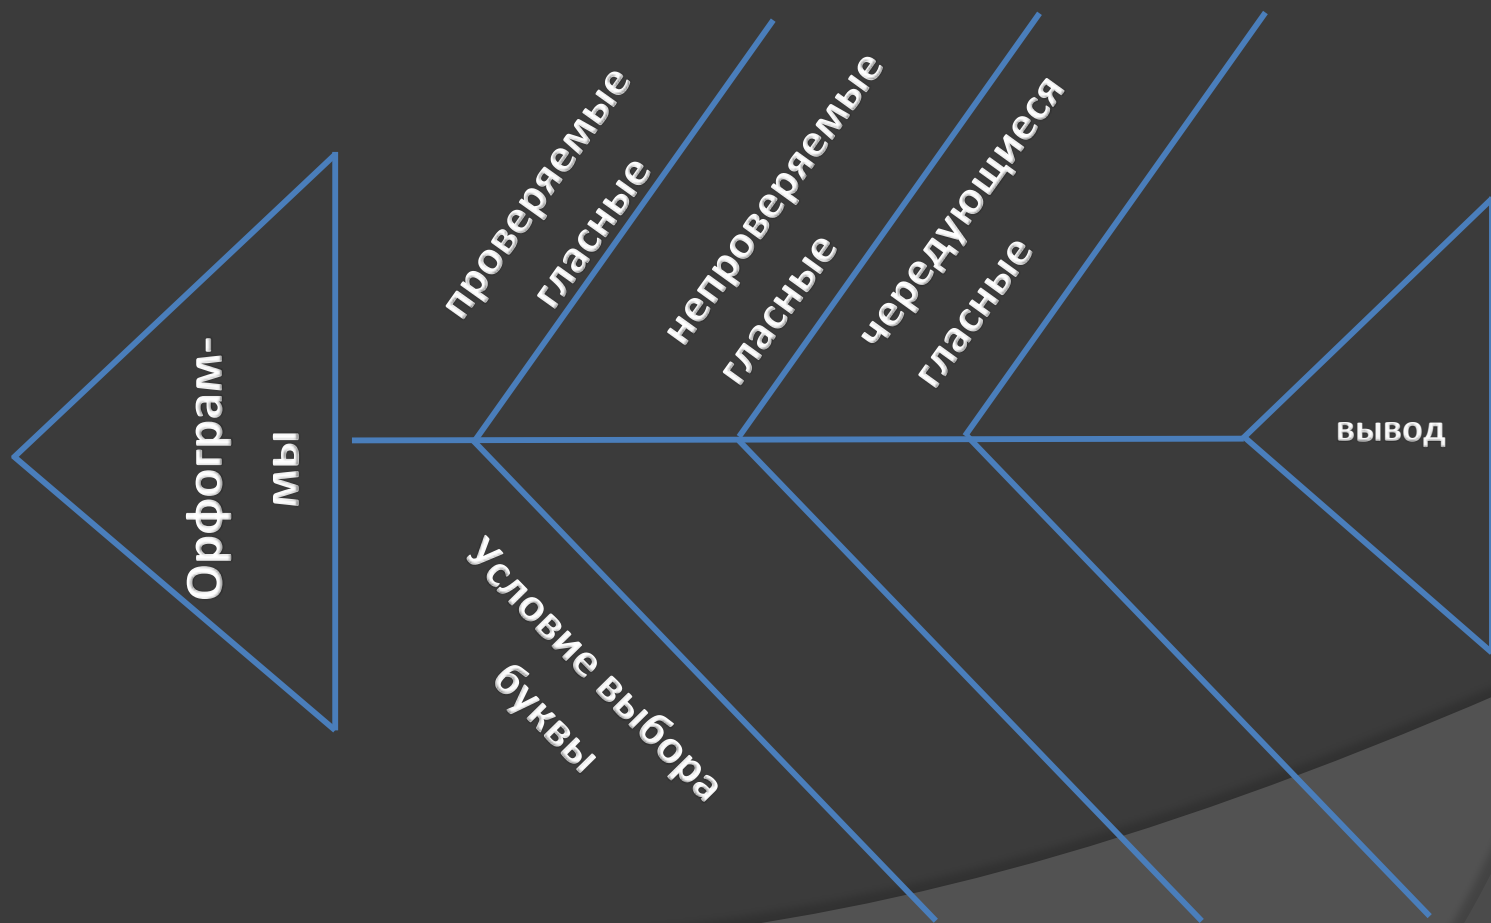 Орфограм-
мы
проверяемые
гласные
непроверяемые
гласные
чередующиеся
гласные
Условие выбора
буквы
вывод